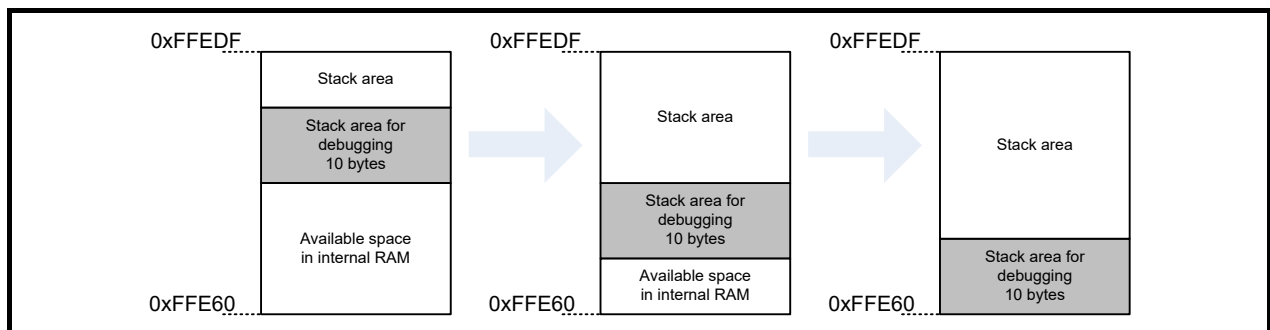 0xFFEDF
Stack area
Stack area for
debugging
10 bytes
Available space
in internal RAM
0xFFE60
0xFFEDF
Stack area
Stack area for
debugging
10 bytes
Available space
in internal RAM
0xFFE60
0xFFEDF
Stack area
Stack area for
debugging
10 bytes
0xFFE60